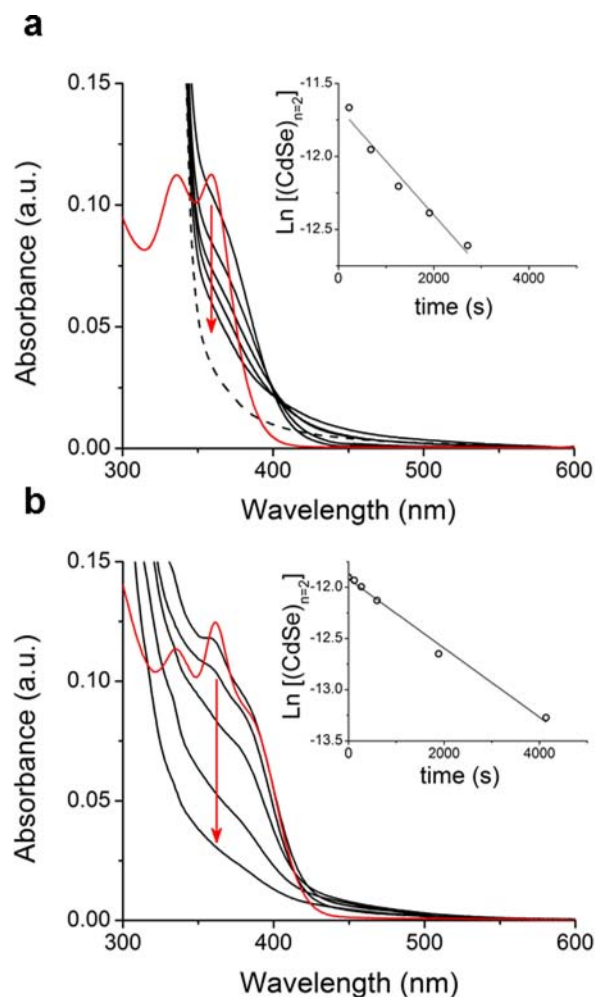 a
0.15
0.10
0.05
0.00
Absorbance (a.u.)
300
400
500
600
Wavelength (nm)
-11.5
-12.0
-12.5
Ln [(CdSe)n=2]
0
2000
4000
time (s)
b
0.15
0.10
0.05
0.00
Absorbance (a.u.)
300
400
500
600
Wavelength (nm)
-12.0
-12.5
-13.0
-13.5
Ln [(CdSe)n=2]
0
2000
4000
time (s)